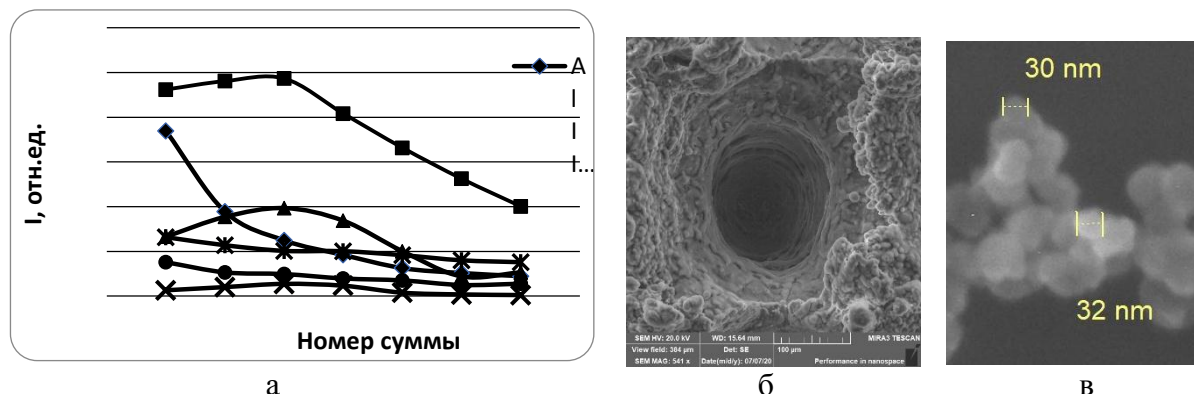 I, отн.ед.
Номер суммы
А
I
I
I...
а
SEM HV: 20.0 kV
WD: 15.64 mm
MIRA3 TESCAN
View field: 384 µm
Det: SE
100 µm
SEM MAG: 541 x
Date(m/d/y): 07/07/20
Performance in nanospace
б
30 nm
32 nm
в